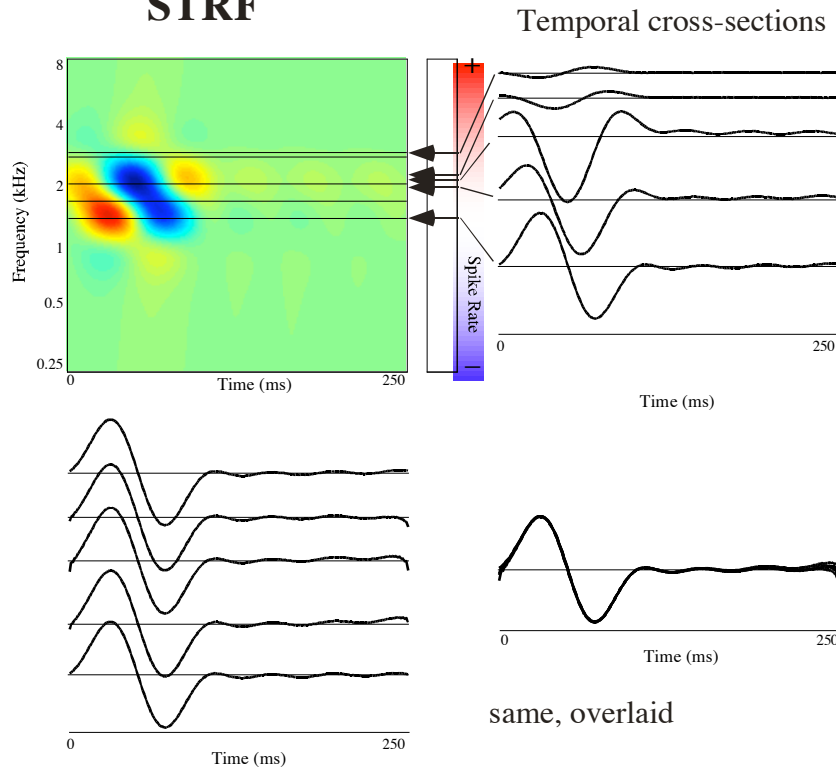 STRF
Temporal cross-sections
8
4
2
1
0.5
0.25
Frequency (kHz)
0
250
Time (ms)
+
Spike Rate
−
0
250
Time (ms)
0
250
Time (ms)
0
250
Time (ms)
same, overlaid